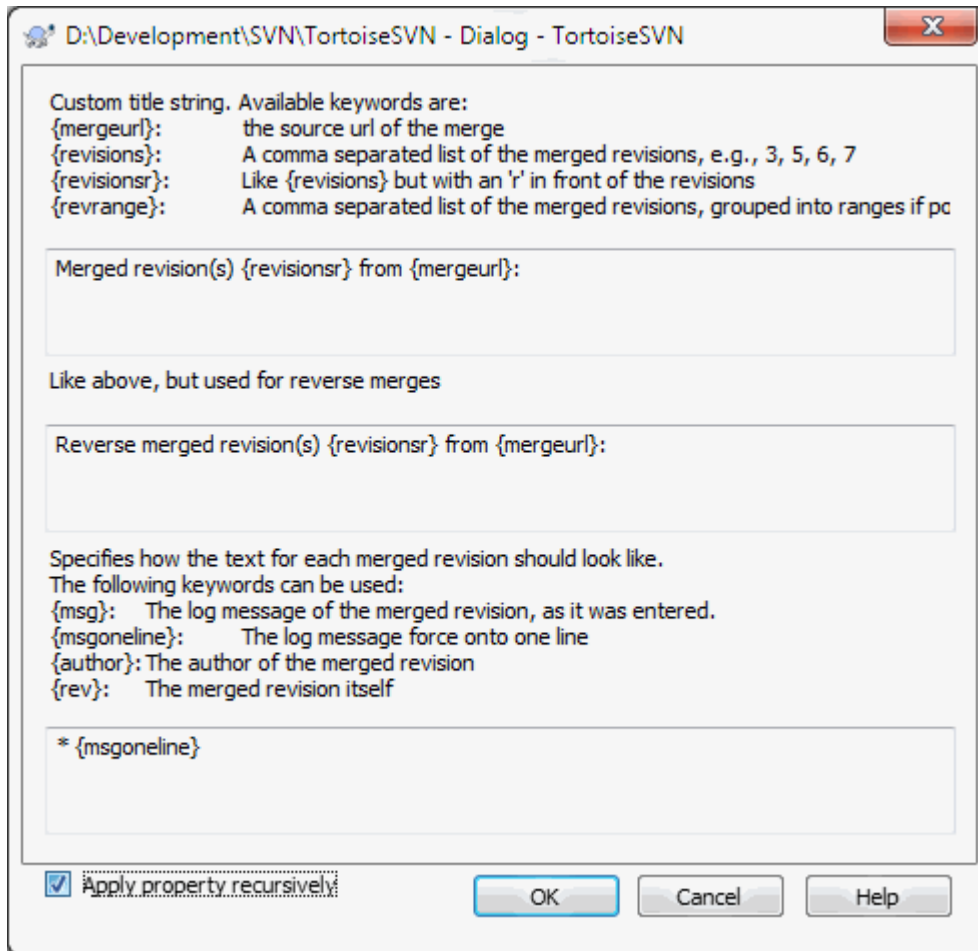 D:\Development\SVN\TortoiseSVN - Dialog - TortoiseSVN
Custom title string. Available keywords are:
{mergeurl}: the source url of the merge
{revisions}: A comma separated list of the merged revisions, e.g., 3, 5, 6, 7
{revisionsr}: Like {revisions} but with an 'r' in front of the revisions
{revrange}: A comma separated list of the merged revisions, grouped into ranges if po
Merged revision(s) {revisionsr} from {mergeurl}:
Like above, but used for reverse merges
Reverse merged revision(s) {revisionsr} from {mergeurl}:
Specifies how the text for each merged revision should look like.
The following keywords can be used:
{msg}: The log message of the merged revision, as it was entered.
{msgoneline}: The log message force onto one line
{author}: The author of the merged revision
{rev}: The merged revision itself
* {msgoneline}
Apply property recursively
OK Cancel Help